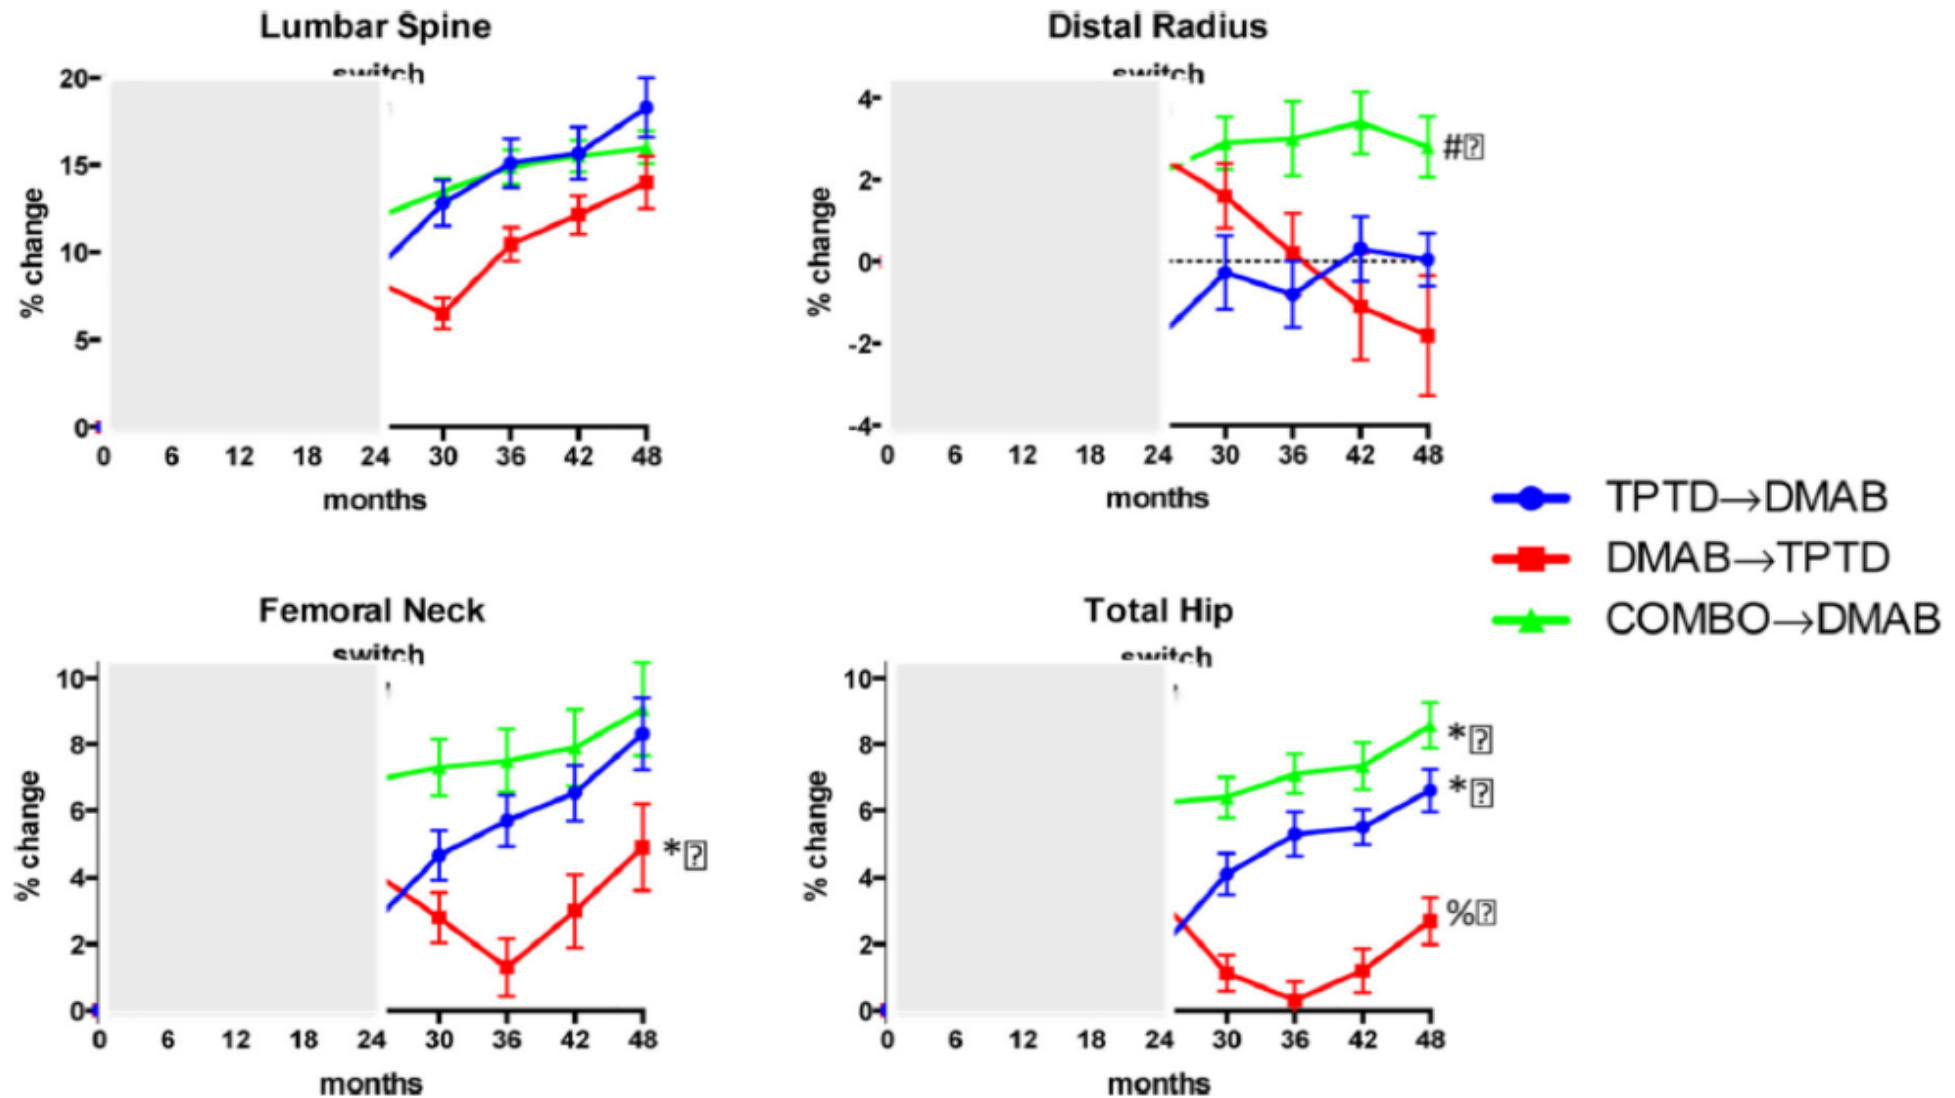 Lumbar Spine
switch
% change
20
15
10
5
0
0 6 12 18 24 30 36 42 48
months
Distal Radius
switch
% change
4
2
0
-2
-4
#
0 6 12 18 24 30 36 42 48
months
TPTD→DMAB
DMAB→TPTD
COMBO→DMAB
Femoral Neck
switch
% change
10
8
6
4
2
0
*
0 6 12 18 24 30 36 42 48
months
Total Hip
switch
% change
10
8
6
4
2
0
*
*
%
0 6 12 18 24 30 36 42 48
months